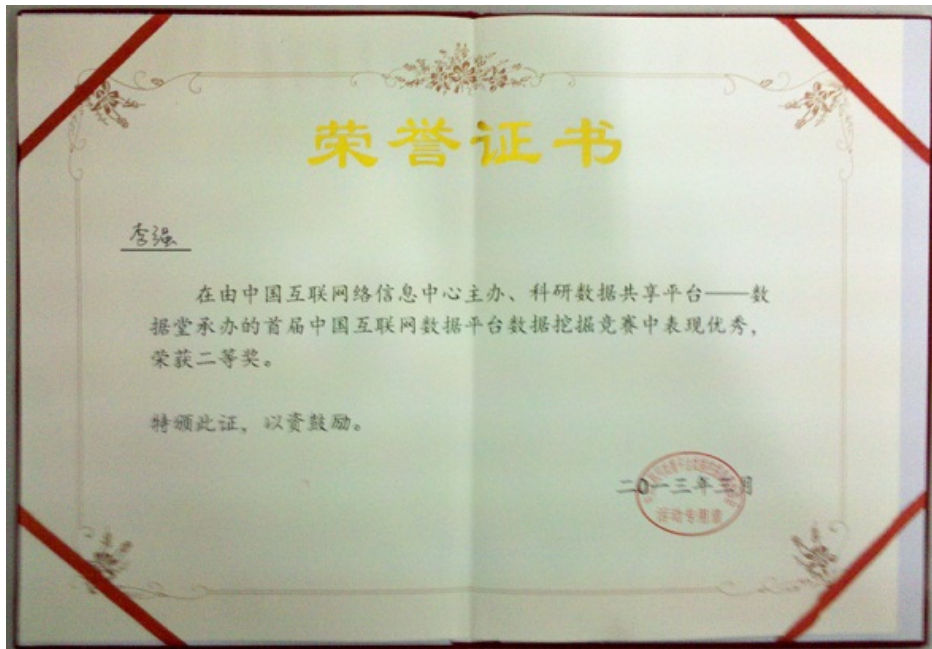 荣誉证书
李强
在由中国互联网络信息中心主办、科研数据共享平台——数
据堂承办的首届中国互联网数据平台数据挖掘竞赛中表现优秀，
荣获二等奖。
特颁此证，以资鼓励。
二0一三年三月
活动专用章